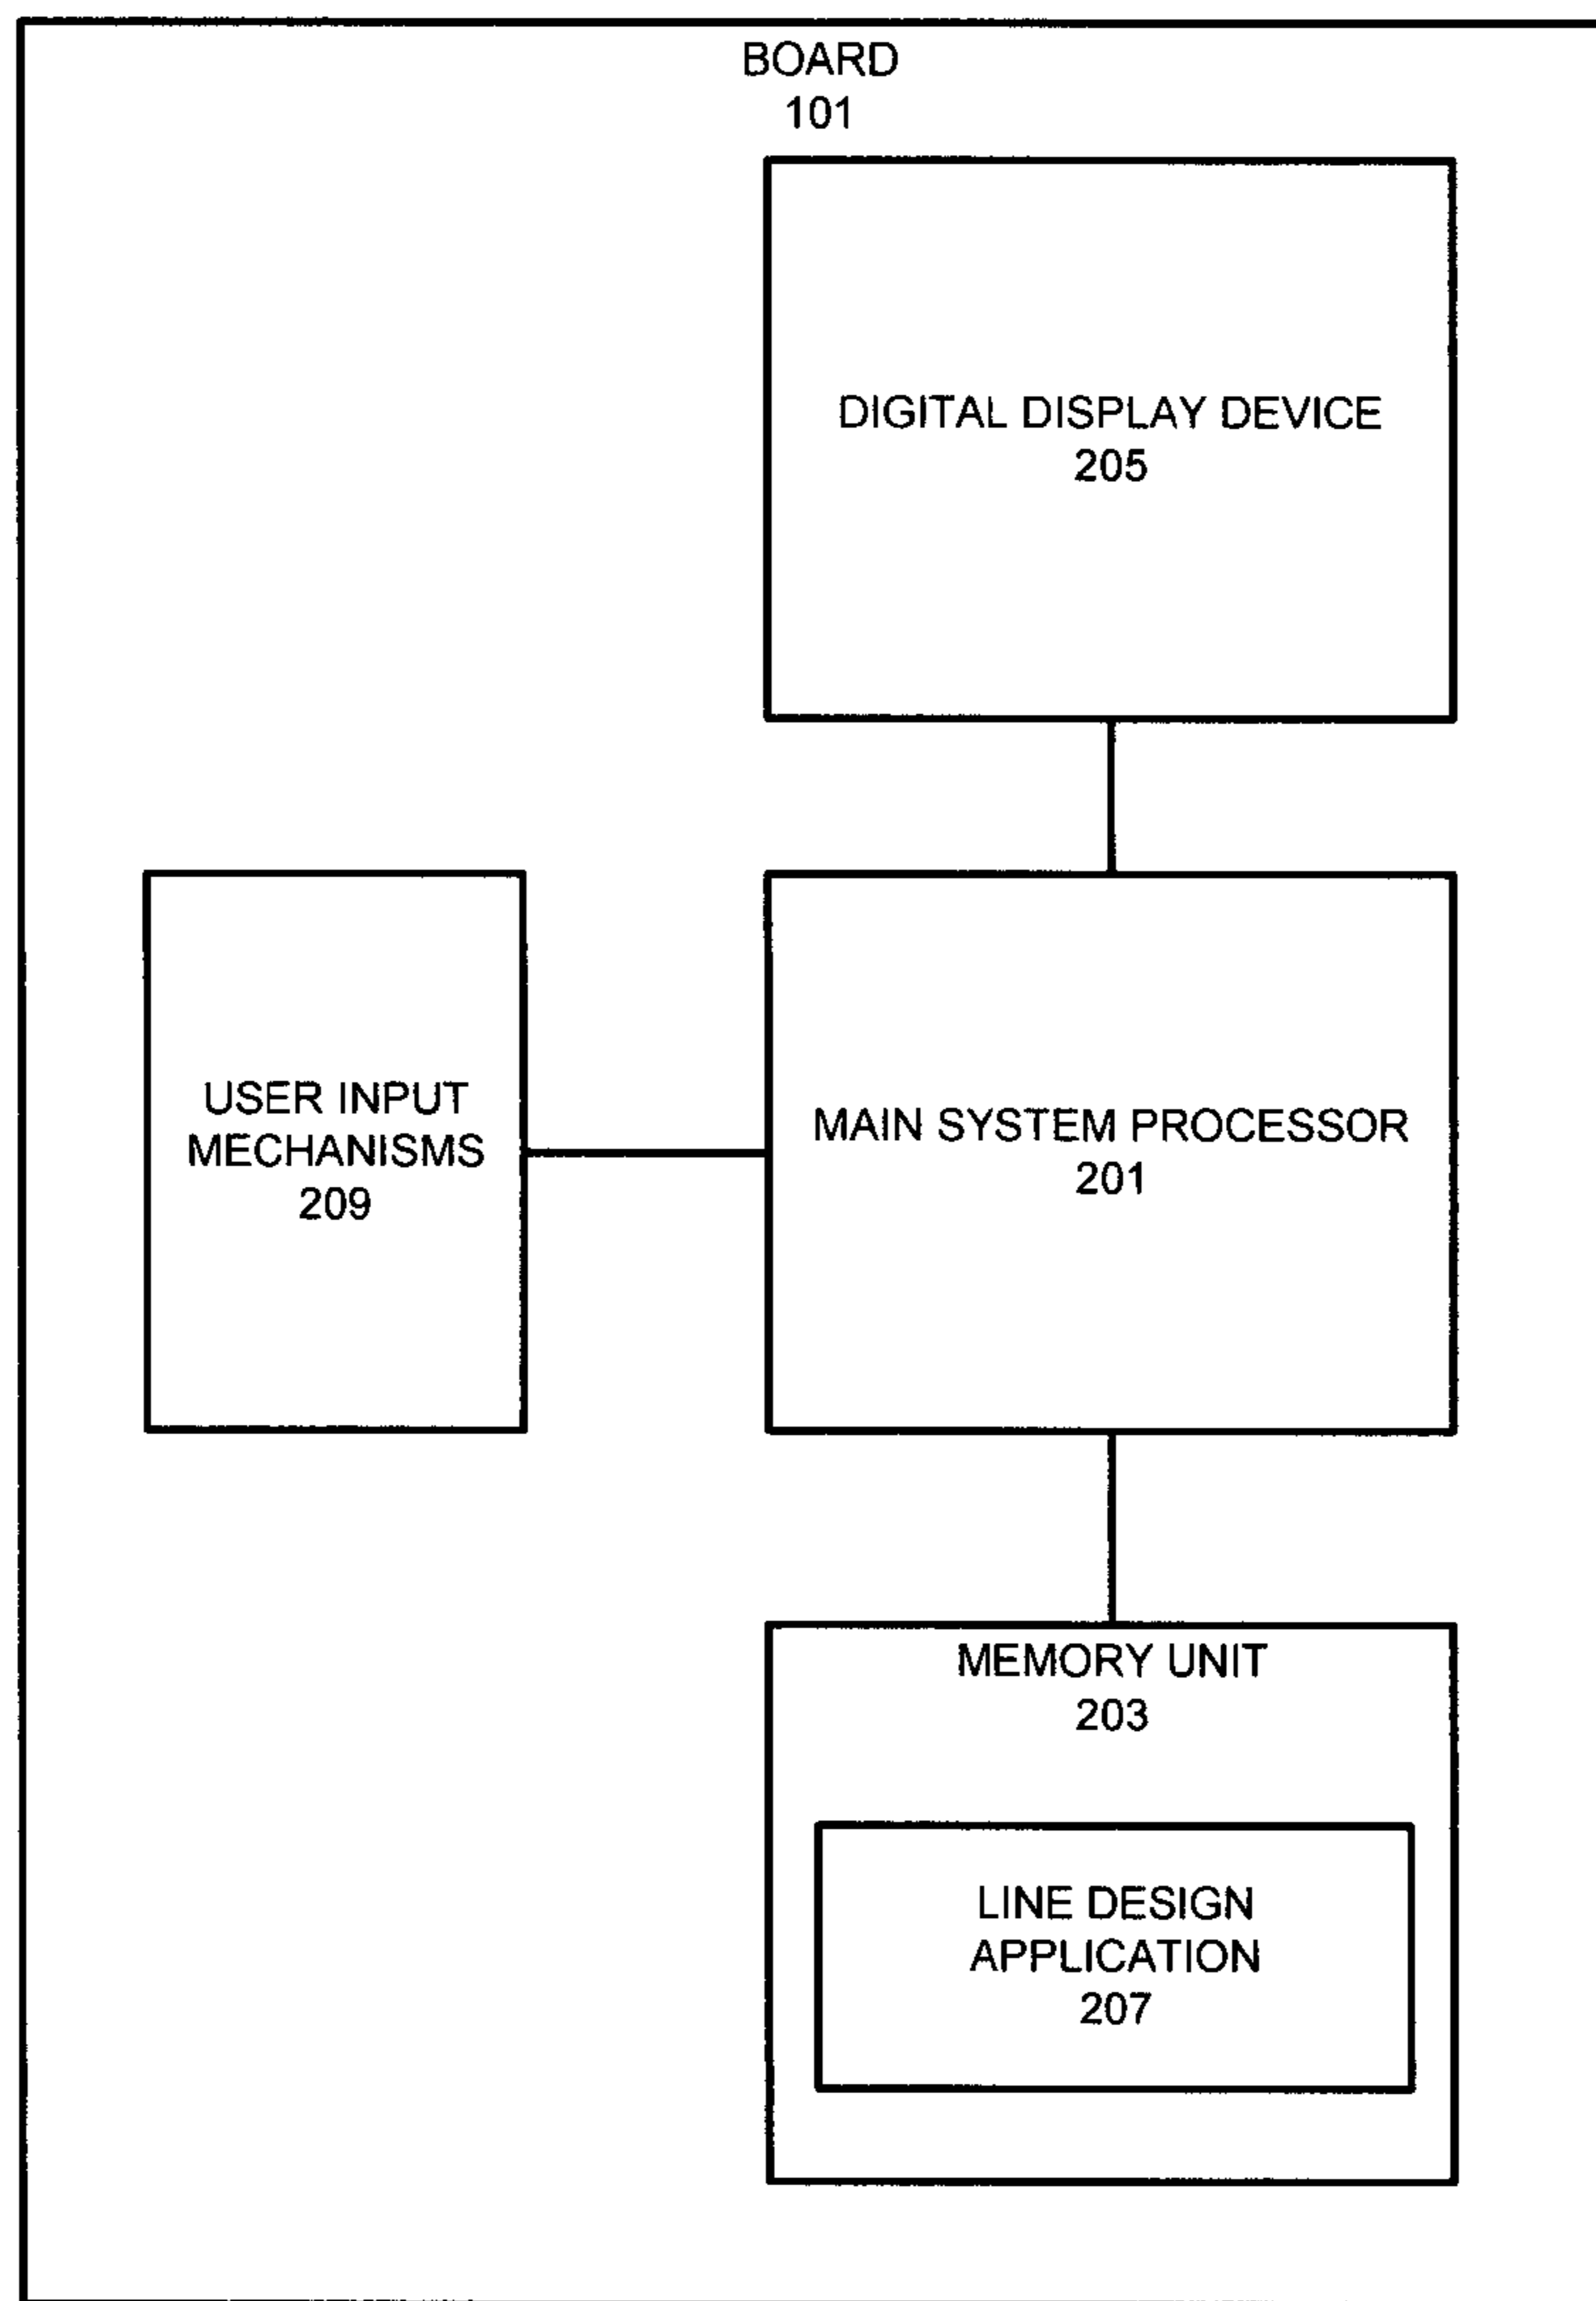 BOARD
101
DIGITAL DISPLAY DEVICE
205
USER INPUT
MECHANISMS
209
MAIN SYSTEM PROCESSOR
201
MEMORY UNIT
203
LINE DESIGN
APPLICATION
207